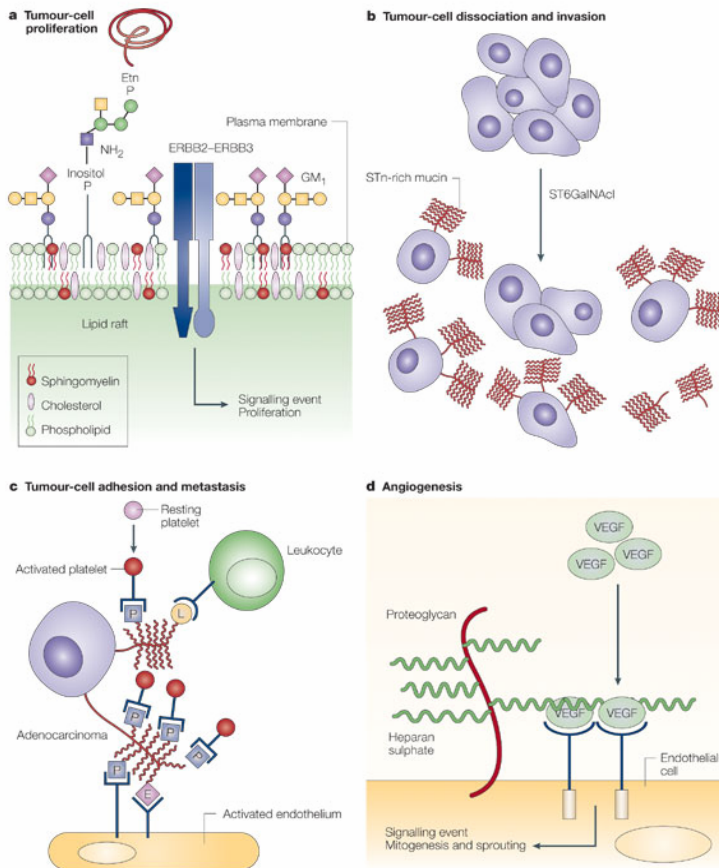 a Tumour-cell
proliferation
Etn
P
NH2
Inositol
P
ERBB2–ERBB3
Plasma membrane
GM1
Lipid raft
Sphingomyelin
Cholesterol
Phospholipid
Signalling event
Proliferation
b Tumour-cell dissociation and invasion
STn-rich mucin
ST6GalNAcI
c Tumour-cell adhesion and metastasis
Resting
platelet
Leukocyte
Activated platelet
P
L
P
P
P
P
E
Adenocarcinoma
Activated endothelium
d Angiogenesis
VEGF
VEGF
VEGF
Proteoglycan
VEGF
VEGF
Heparan
sulphate
Endothelial
cell
Signalling event
Mitogenesis and sprouting